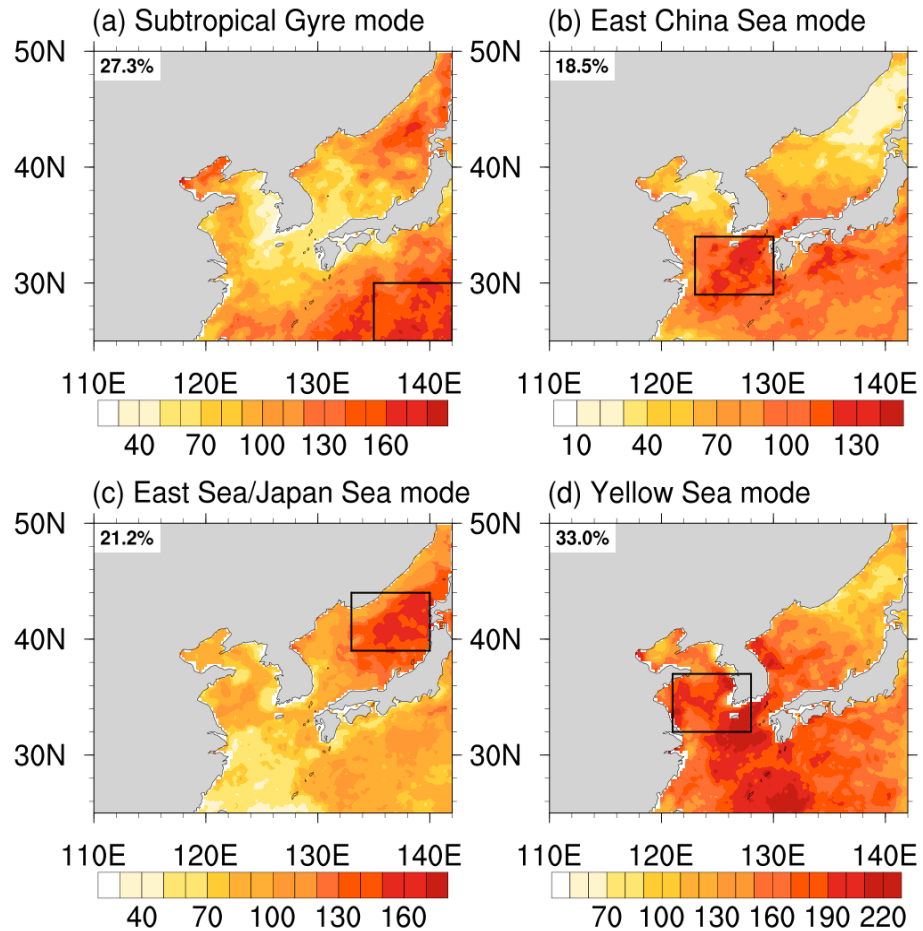 (a) Subtropical Gyre mode
(b) East China Sea mode
50N
27.3%
50N
18.5%
40N
40N
30N
30N
110E 120E 130E 140E
110E 120E 130E 140E
40 70 100 130 160
10 40 70 100 130
(c) East Sea/Japan Sea mode
(d) Yellow Sea mode
50N
21.2%
50N
33.0%
40N
40N
30N
30N
110E 120E 130E 140E
110E 120E 130E 140E
40 70 100 130 160
70 100 130 160 190 220